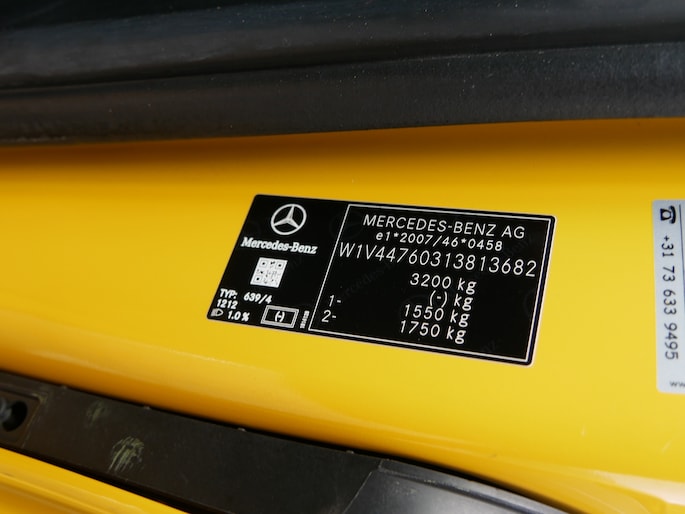 Mercedes-Benz
TYP: 639/4
1212
1.0 %
MERCEDES-BENZ AG
e1*2007/46*0458
W1V44760313813682
3200 kg
(-) kg
1- 1550 kg
2- 1750 kg
+31 73 633 9495